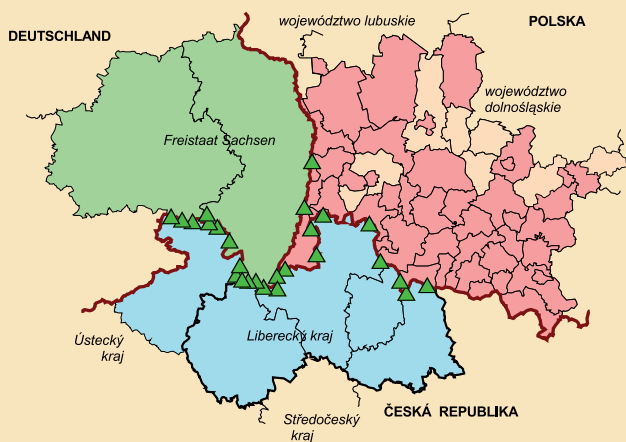 województwo lubuskie
POLSKA
DEUTSCHLAND
województwo
dolnośląskie
Freistaat Sachsen
Ústecký
kraj
Liberecký kraj
Středočeský
kraj
ČESKÁ REPUBLIKA